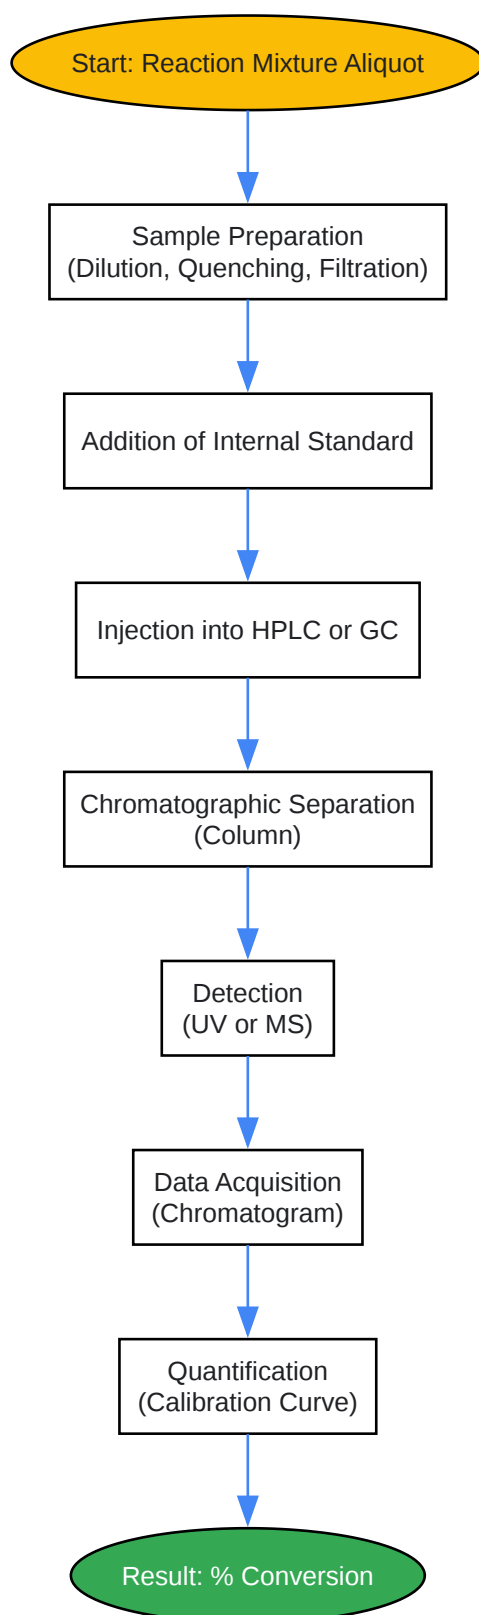 Start: Reaction Mixture Aliquot
Sample Preparation
(Dilution, Quenching, Filtration)
Addition of Internal Standard
Injection into HPLC or GC
Chromatographic Separation
(Column)
Detection
(UV or MS)
Data Acquisition
(Chromatogram)
Quantification
(Calibration Curve)
Result: % Conversion